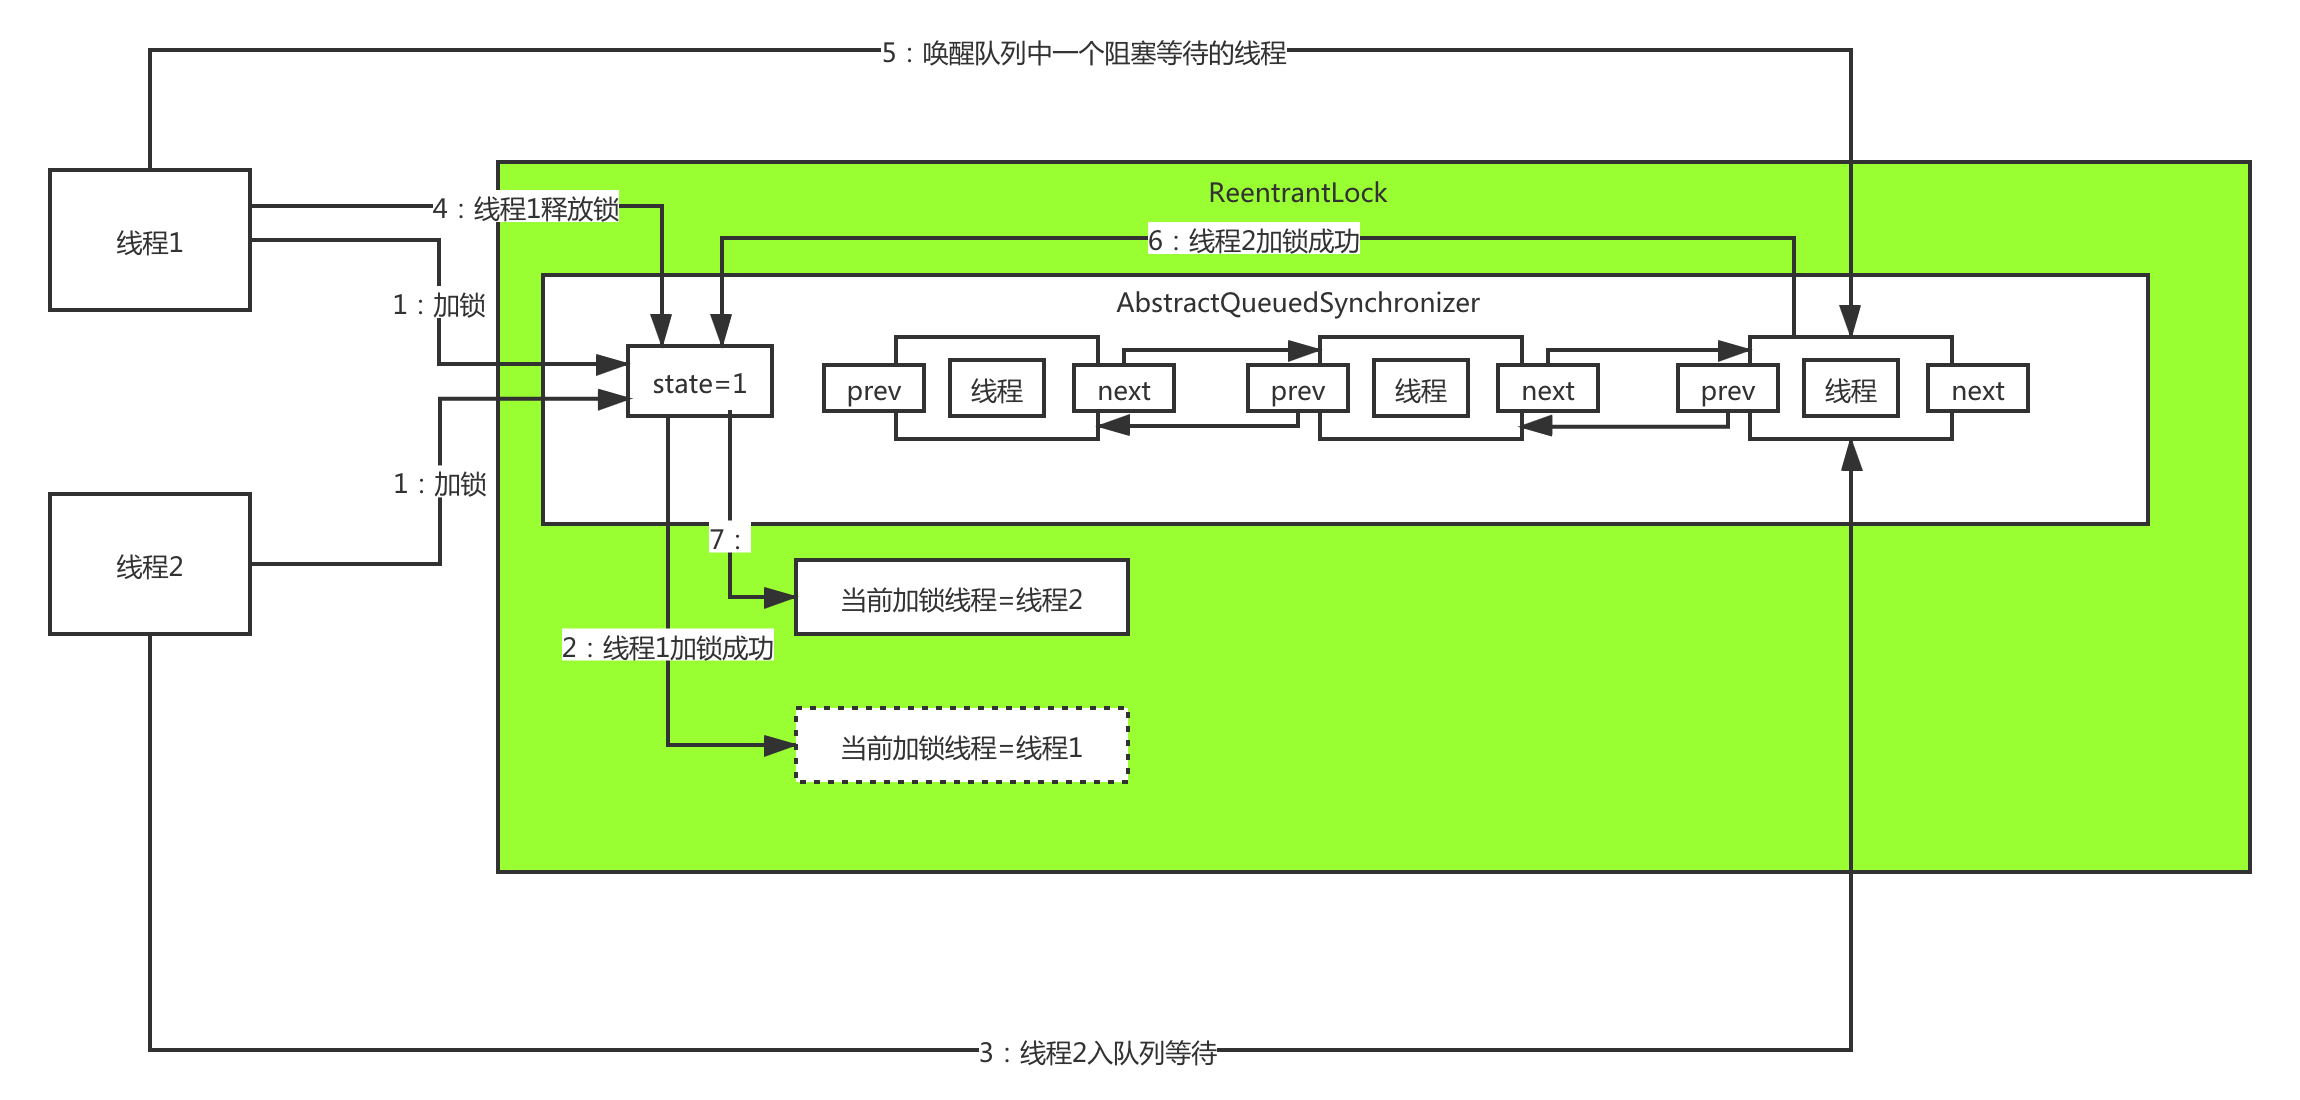 5：唤醒队列中一个阻塞等待的线程
ReentrantLock
4：线程1释放锁
线程1
6：线程2加锁成功
1：加锁
AbstractQueuedSynchronizer
state=1
prev
线程
next
prev
线程
next
prev
线程
next
1：加锁
7：
线程2
当前加锁线程=线程2
2：线程1加锁成功
当前加锁线程=线程1
3：线程2入队列等待